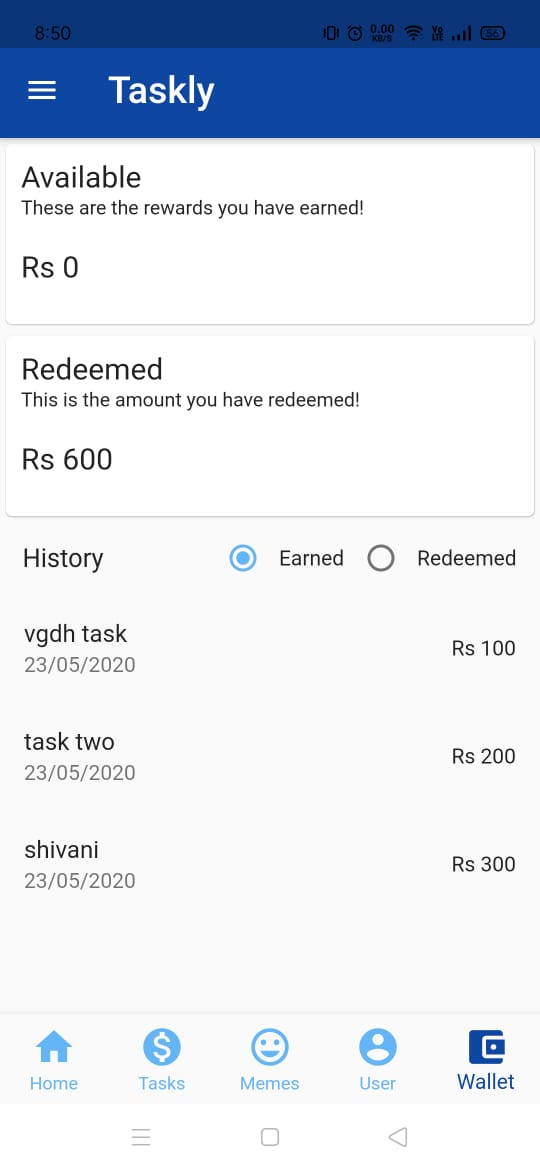 8:50
0.00
KB/S
Vo
LTE
56
Taskly
Available
These are the rewards you have earned!
Rs 0
Redeemed
This is the amount you have redeemed!
Rs 600
History Earned Redeemed
vgdh task
23/05/2020
Rs 100
task two
23/05/2020
Rs 200
shivani
23/05/2020
Rs 300
Home Tasks Memes User Wallet